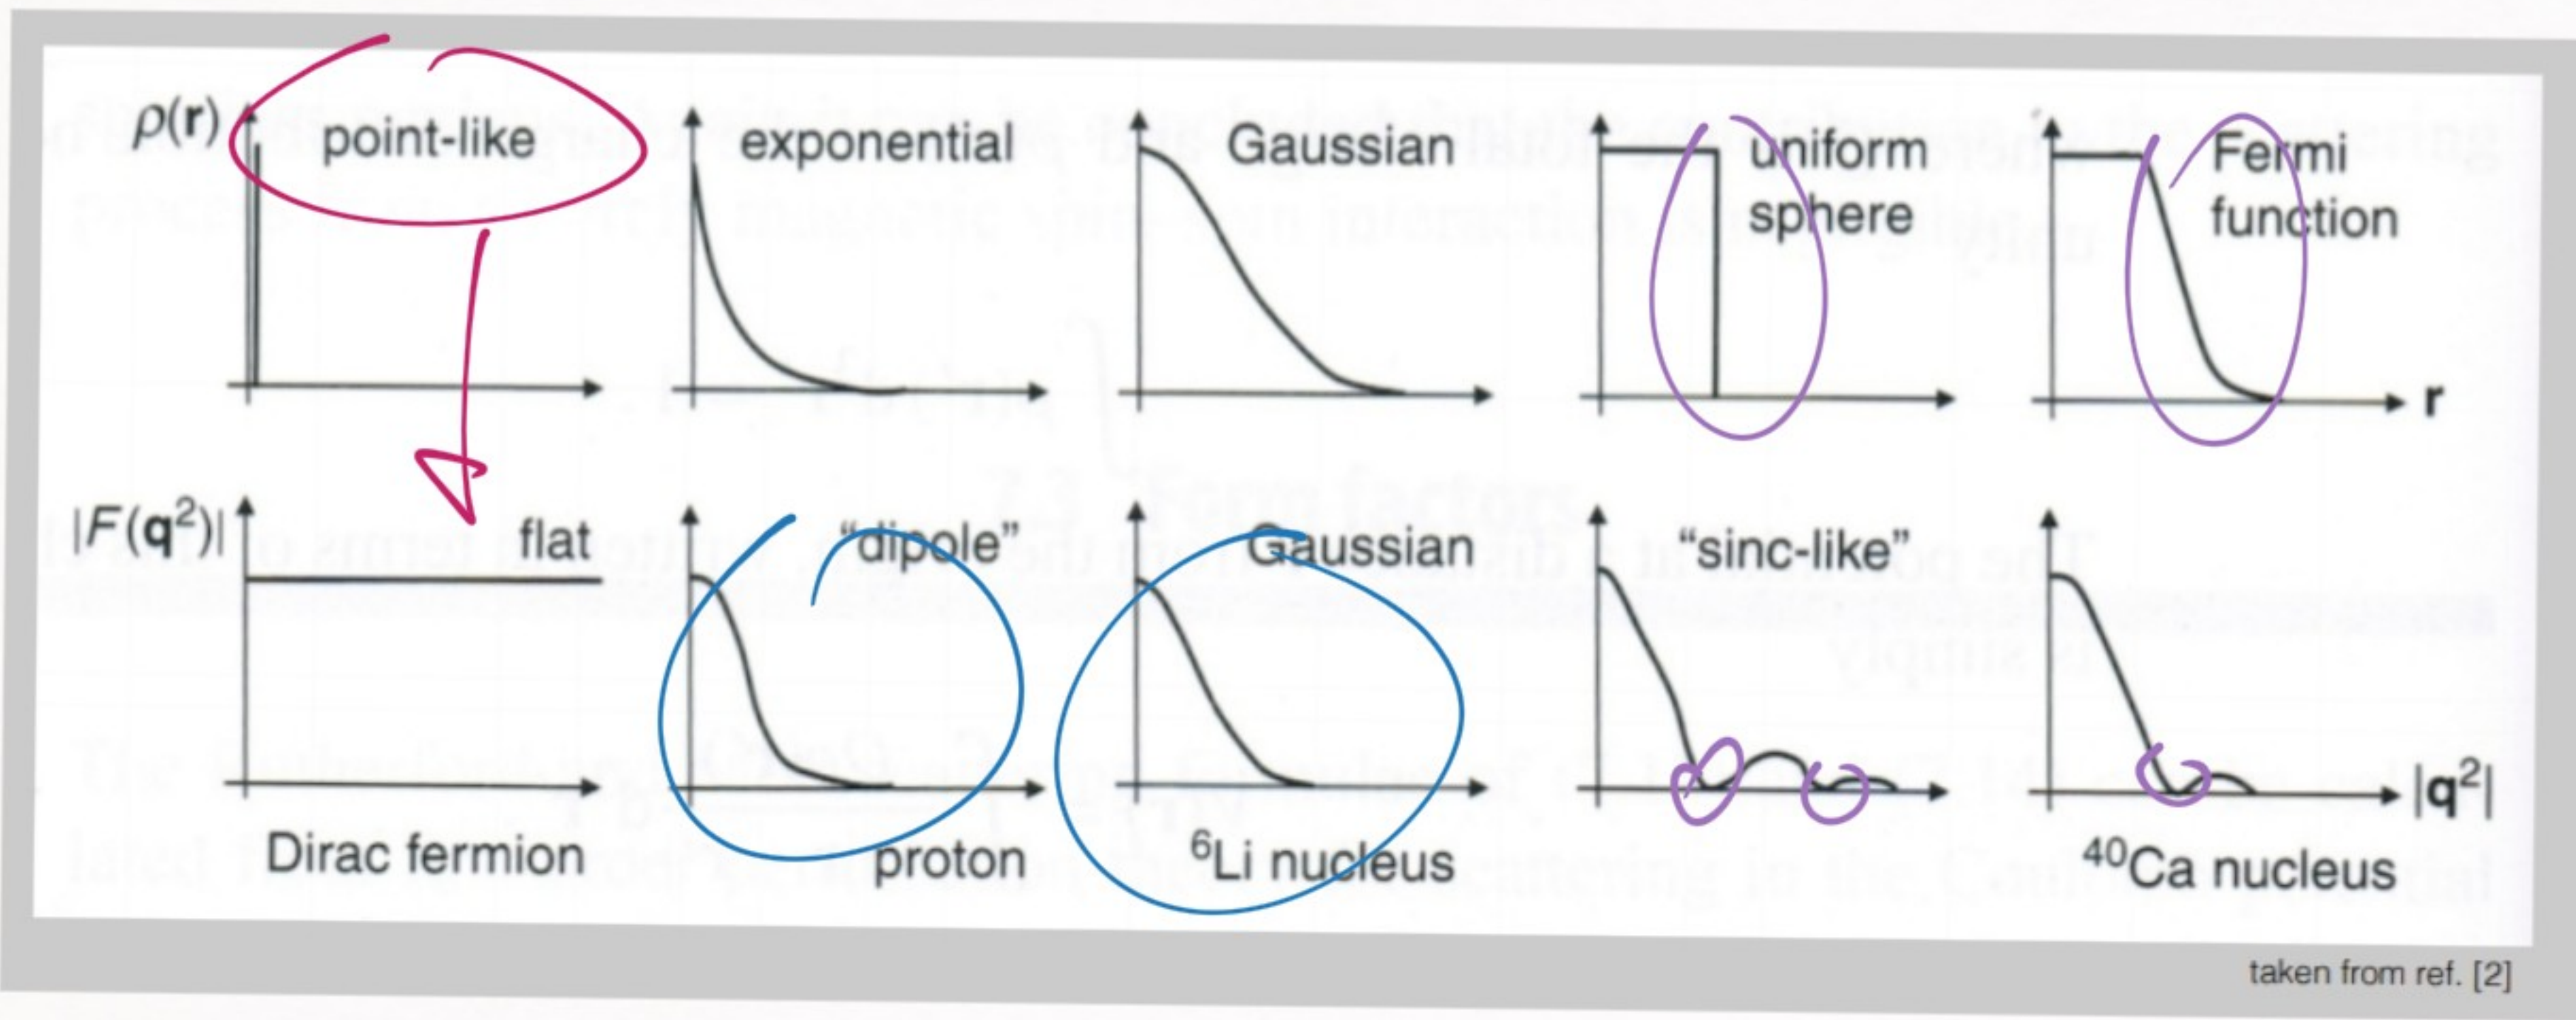 ρ(r) point-like exponential Gaussian uniform sphere Fermi function r
|F(q²)| flat "dipole" Gaussian "sinc-like" |q²|
Dirac fermion proton ⁶Li nucleus ⁴⁰Ca nucleus
taken from ref. [2]